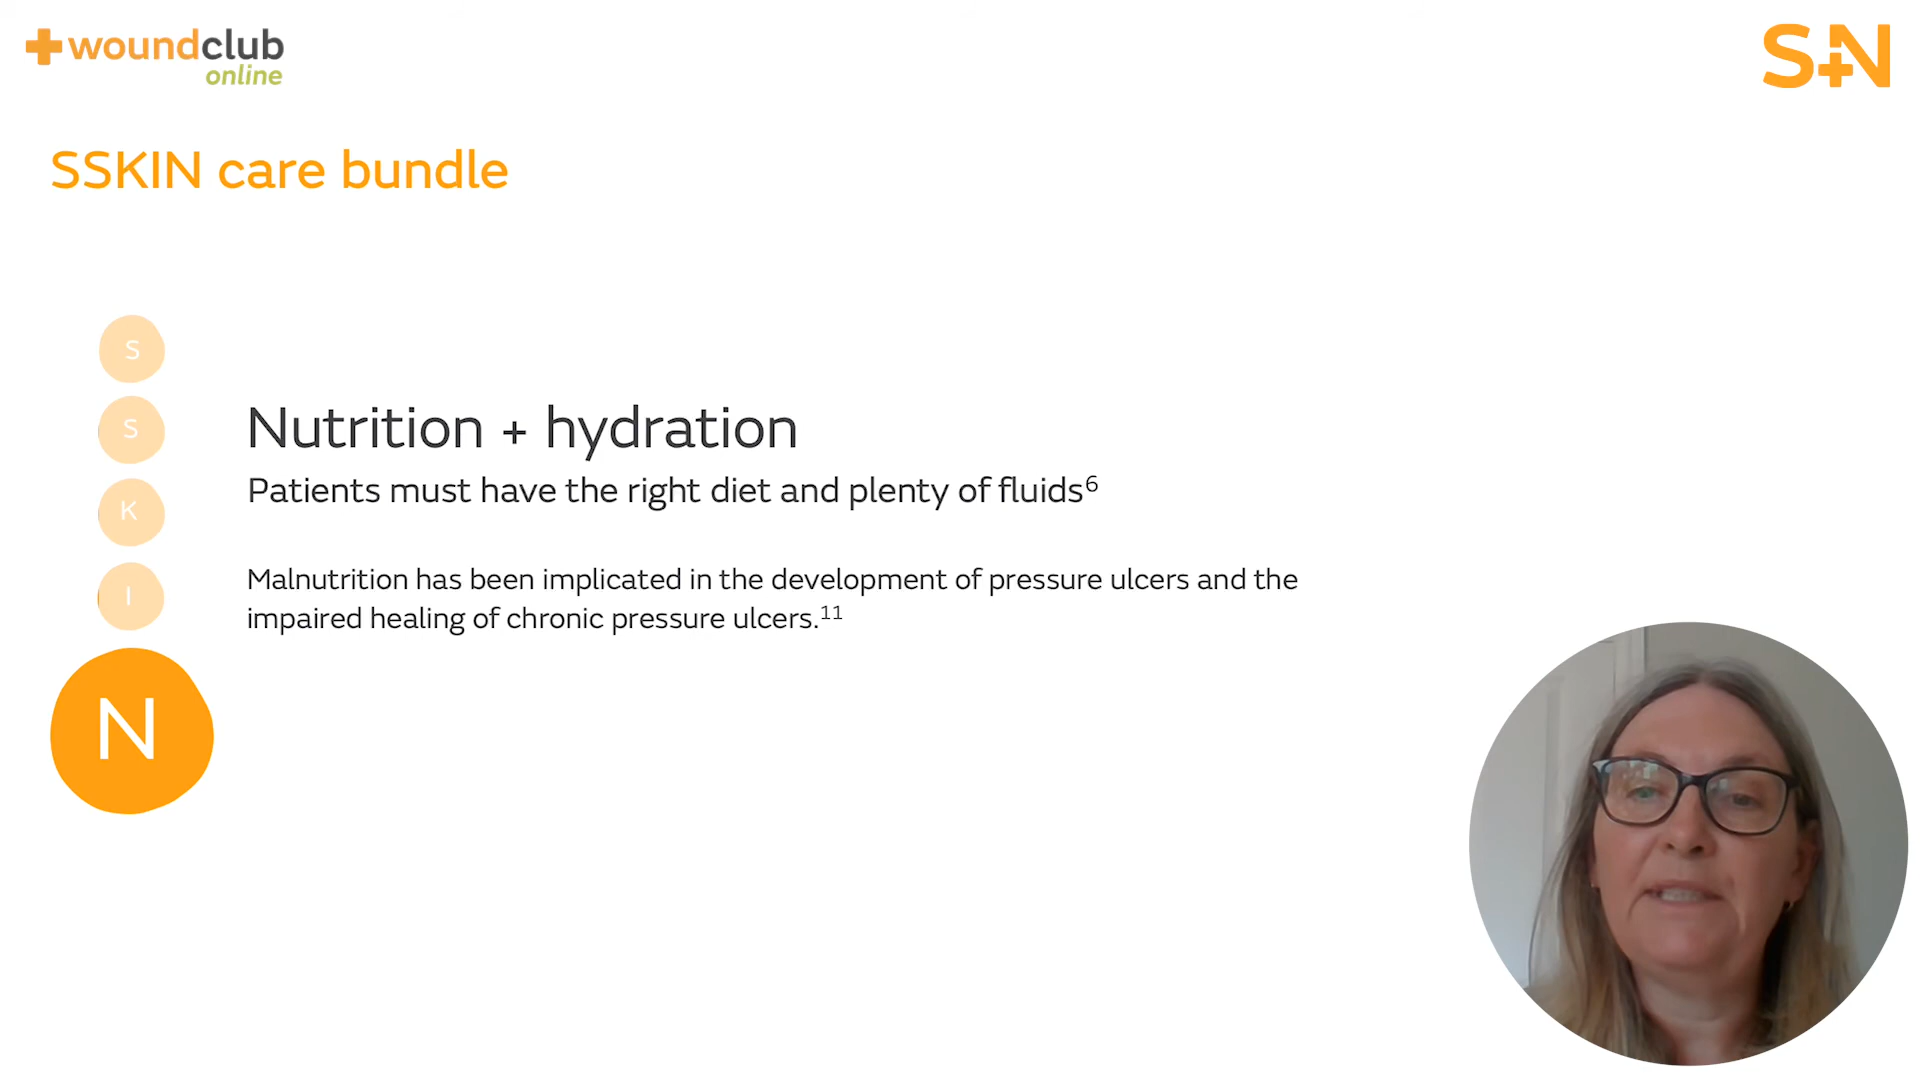 woundclub
online
S+N
SSKIN care bundle
S
S
K
I
N
Nutrition + hydration
Patients must have the right diet and plenty of fluids⁶
Malnutrition has been implicated in the development of pressure ulcers and the
impaired healing of chronic pressure ulcers.¹¹